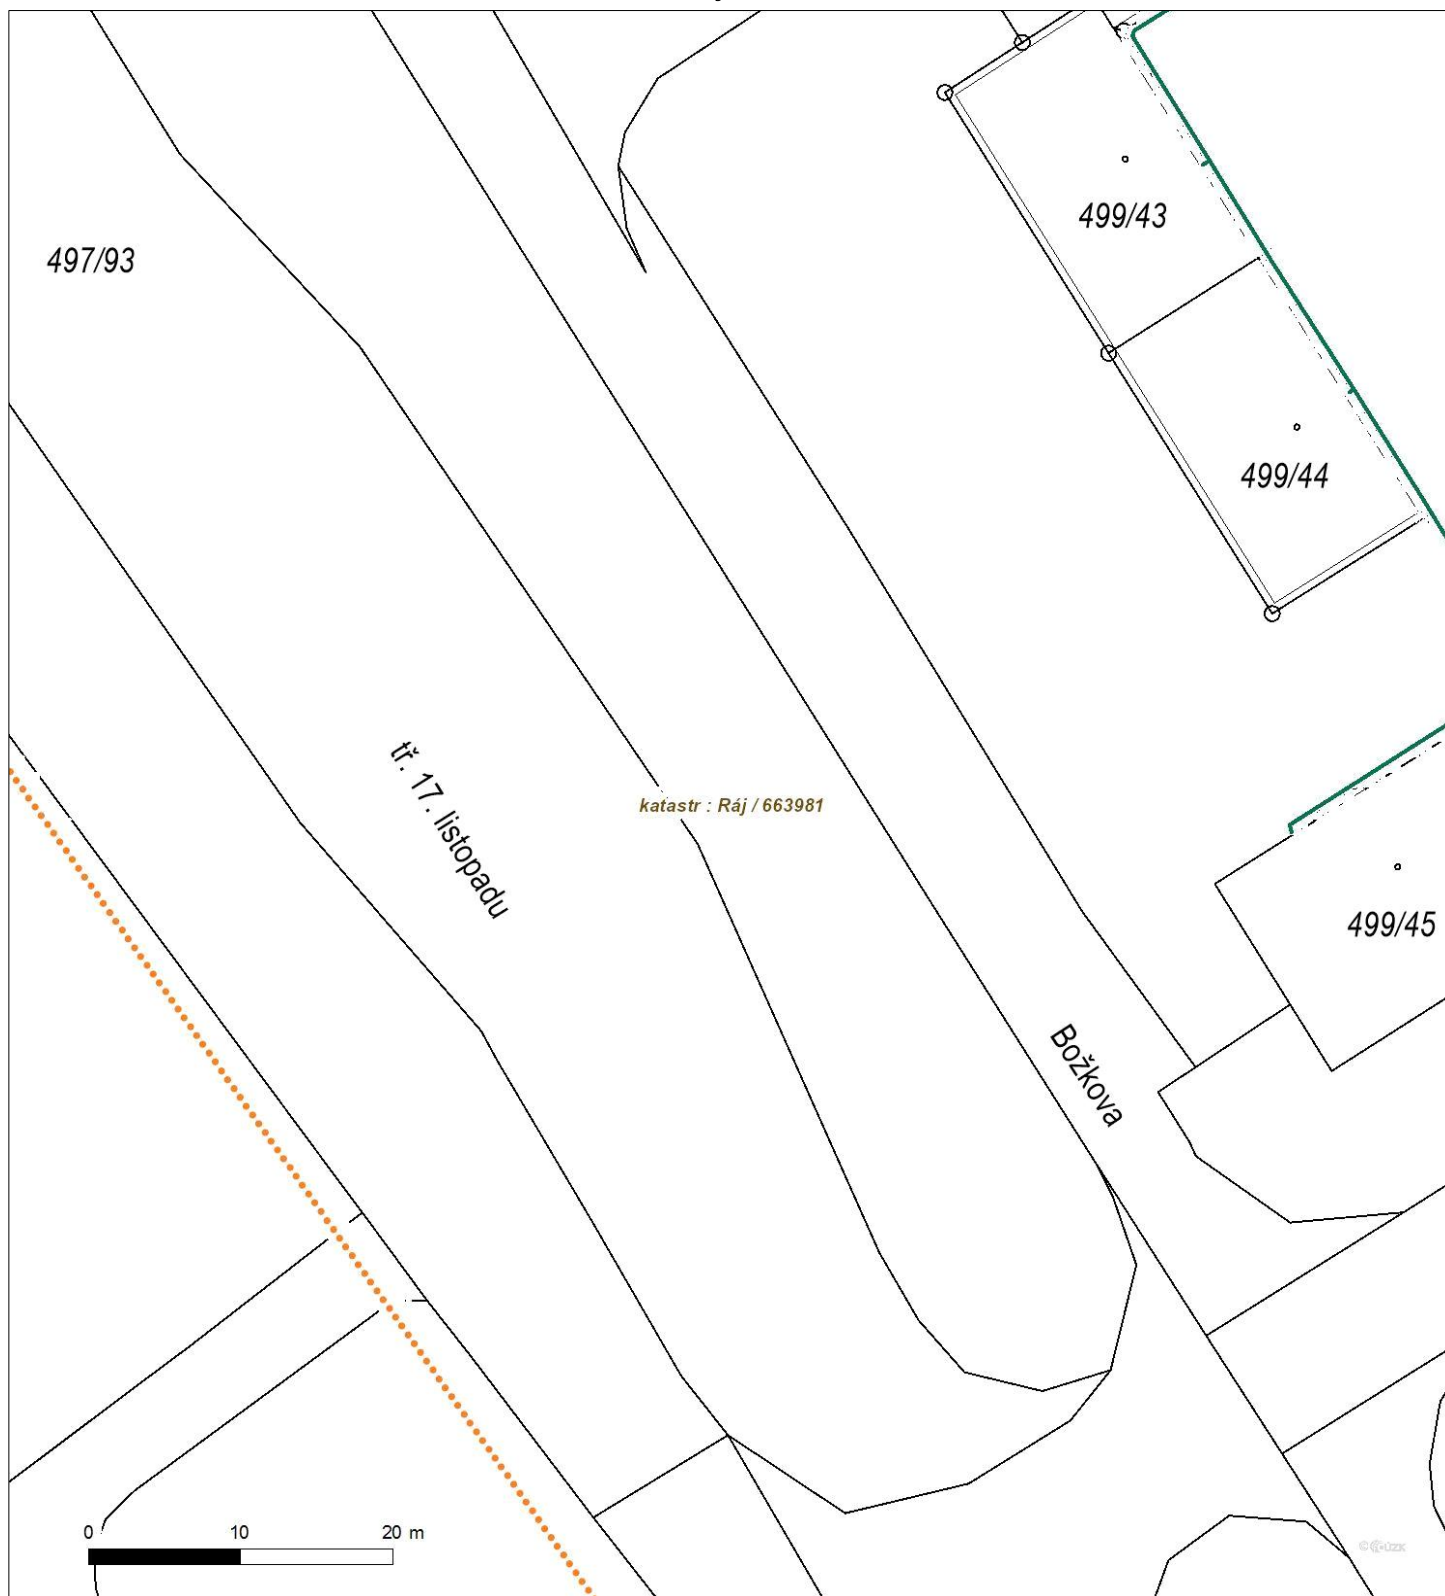 499/43
497/93
499/44
tř. 17. listopadu
katastr : Ráj / 663981
499/45
Božkova
0 10 20 m